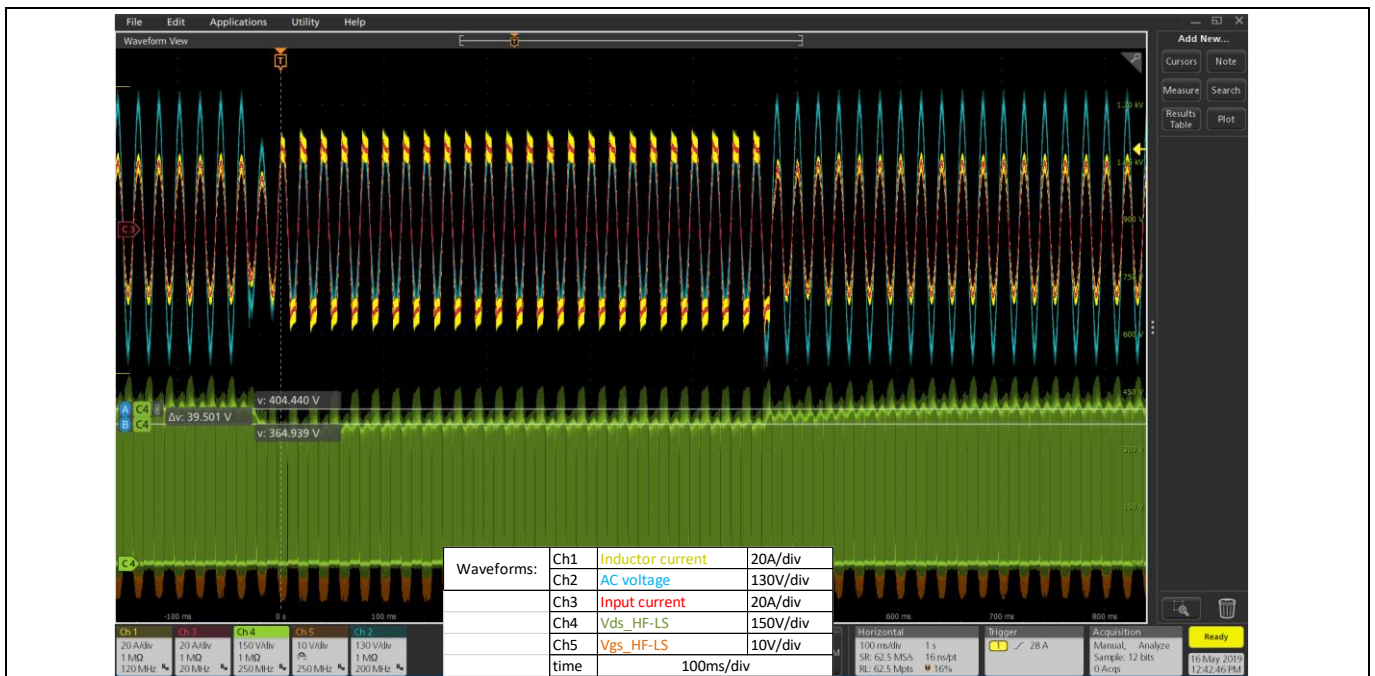 File Edit Applications Utility Help
Waveform View
Add New...
Cursors Note
Measure Search
Results Table Plot
T
T
1.20 kV
1.05 kV
C3
900 V
750 V
600 V
450 V
A C4
v: 404.440 V
Δv: 39.501 V
B C4
v: 364.939 V
300 V
150 V
C4
-100 ms 0 s 100 ms 600 ms 700 ms 800 ms
Waveforms: Ch1 Inductor current 20A/div
Ch2 AC voltage 130V/div
Ch3 Input current 20A/div
Ch4 Vds_HF-LS 150V/div
Ch5 Vgs_HF-LS 10V/div
time 100ms/div
Ch 1
20 A/div
1 MΩ
120 MHz
Ch 3
20 A/div
1 MΩ
20 MHz
Ch 4
150 V/div
1 MΩ
250 MHz
Ch 5
10 V/div
250 MHz
Ch 2
130 V/div
1 MΩ
200 MHz
Horizontal
100 ms/div 1 s
SR: 62.5 MS/s 16 ns/pt
RL: 62.5 Mpts 16%
Trigger
1 28 A
Acquisition
Manual, Analyze
Sample: 12 bits
0 Acqs
Ready
16 May 2019
12:42:46 PM